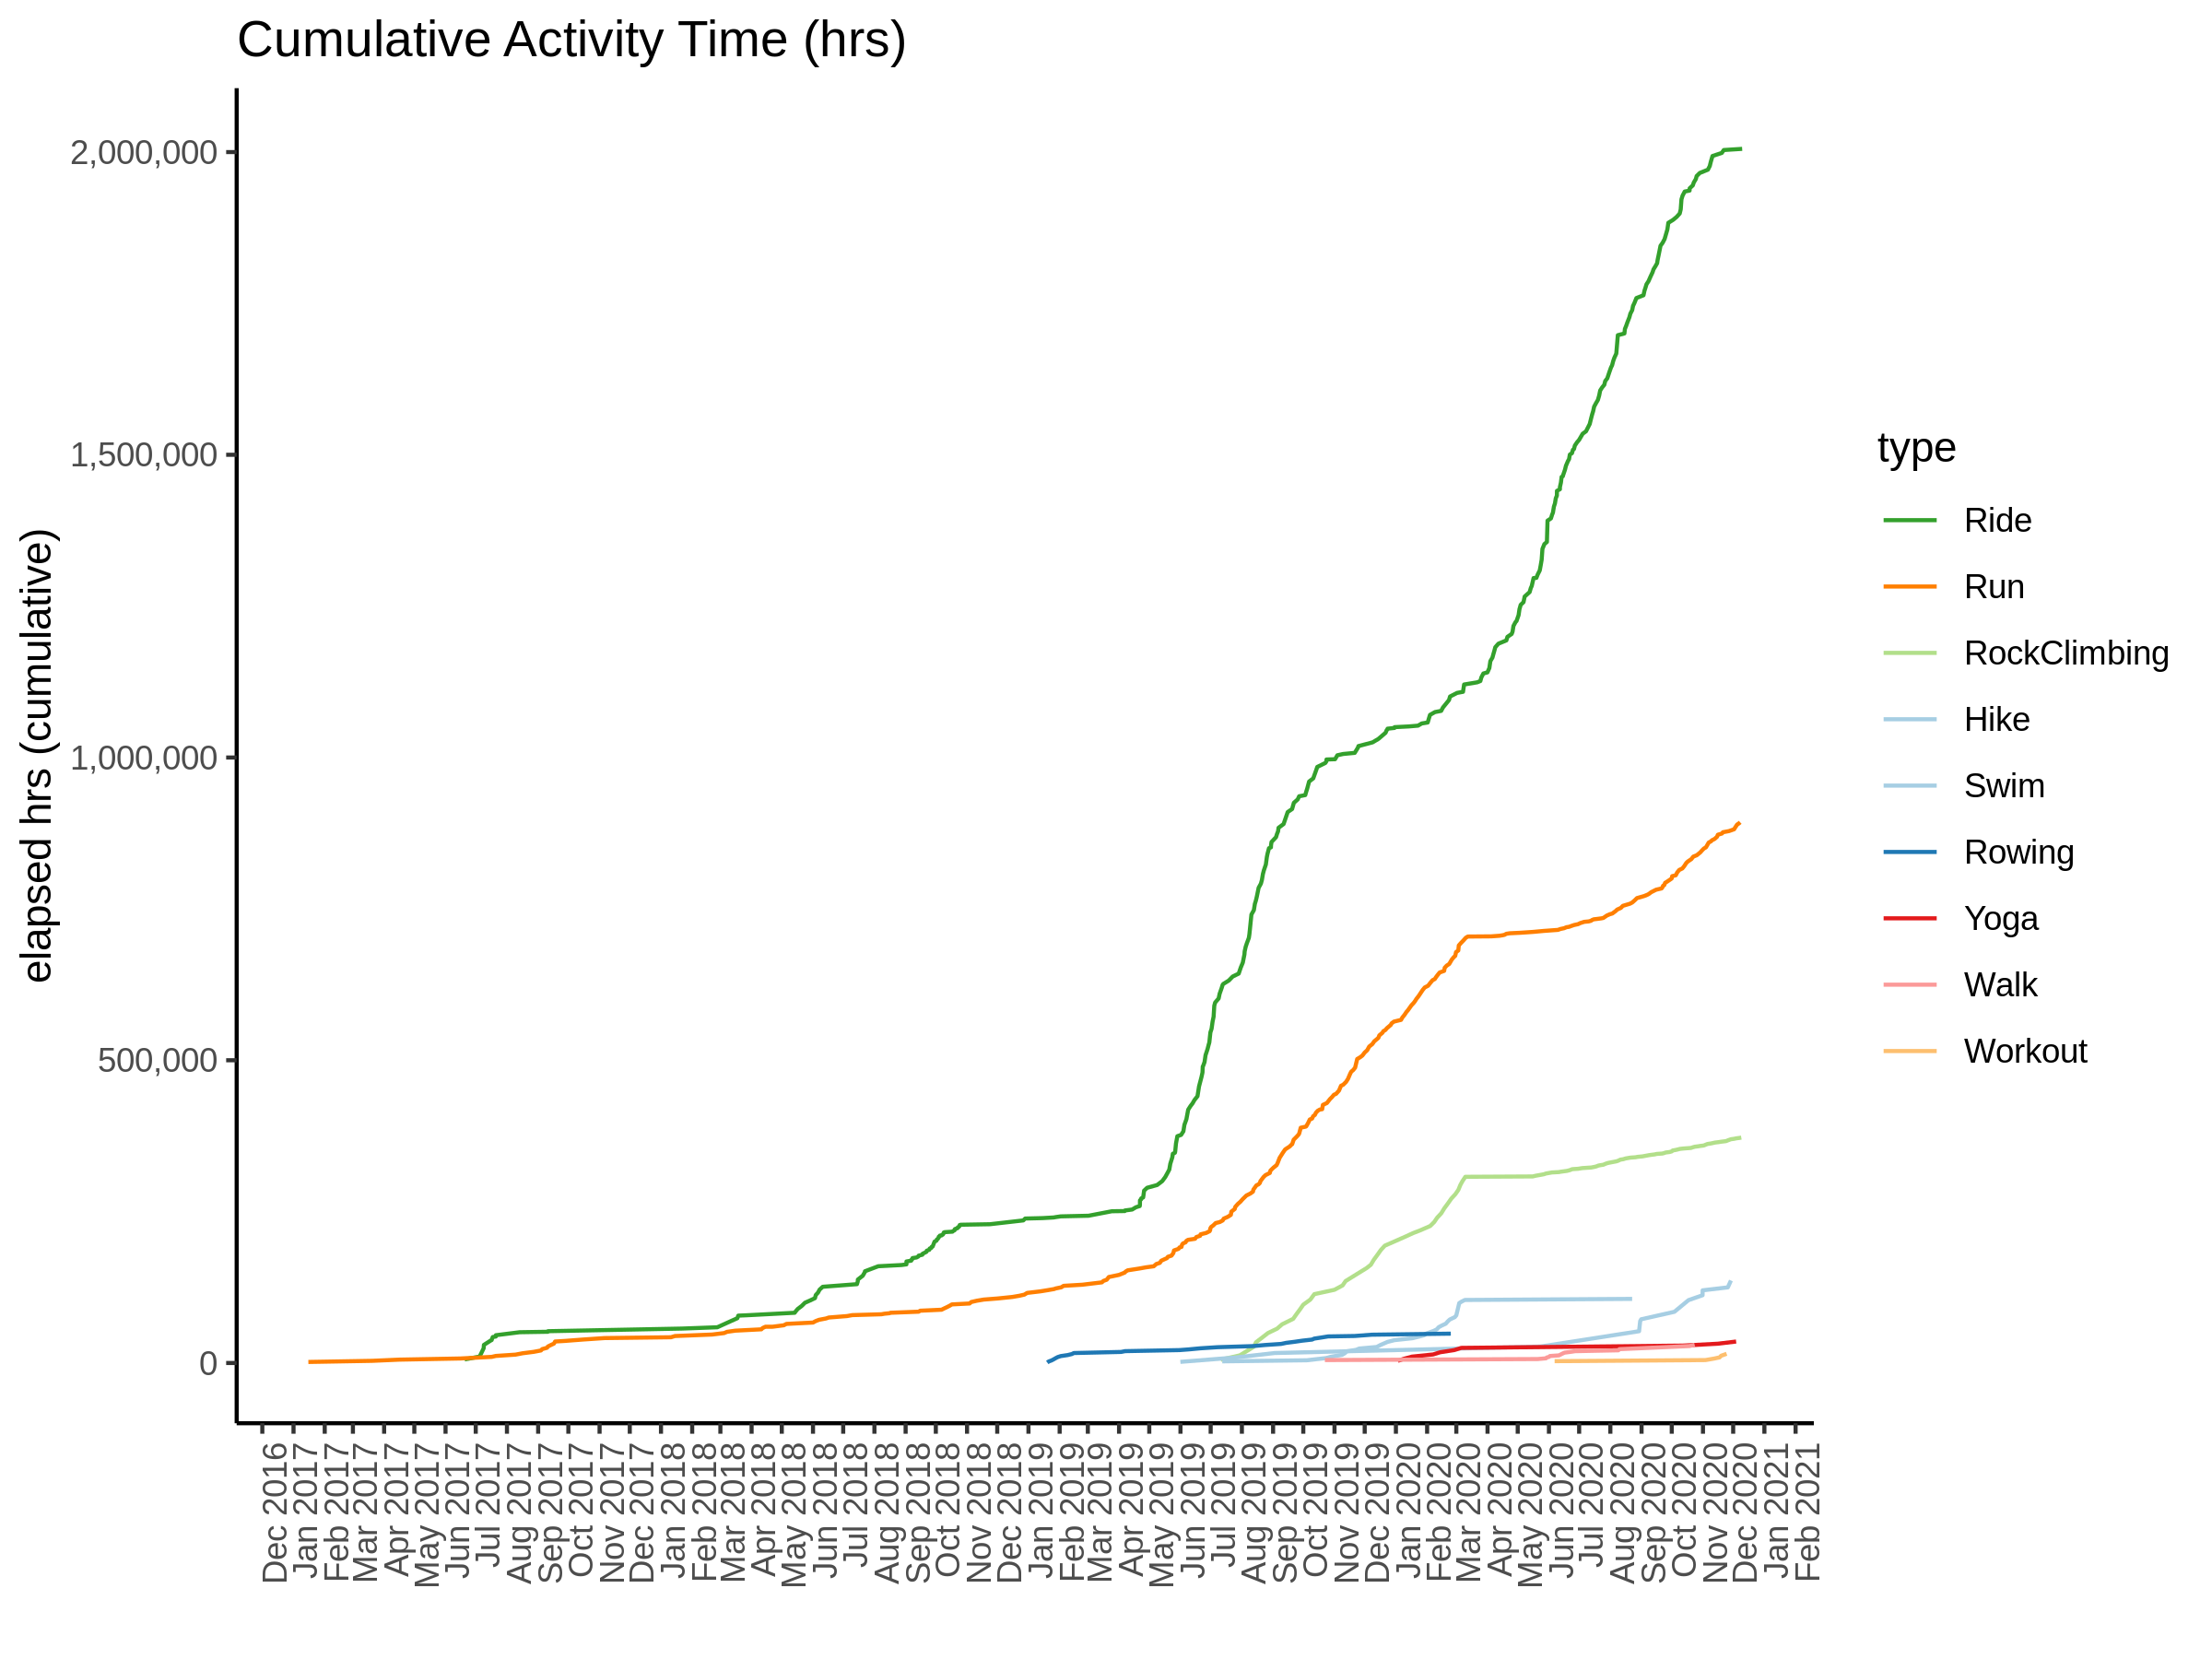 Cumulative Activity Time (hrs)
elapsed hrs (cumulative)
2,000,000
1,500,000
1,000,000
500,000
0
Dec 2016
Jan 2017
Feb 2017
Mar 2017
Apr 2017
May 2017
Jun 2017
Jul 2017
Aug 2017
Sep 2017
Oct 2017
Nov 2017
Dec 2017
Jan 2018
Feb 2018
Mar 2018
Apr 2018
May 2018
Jun 2018
Jul 2018
Aug 2018
Sep 2018
Oct 2018
Nov 2018
Dec 2018
Jan 2019
Feb 2019
Mar 2019
Apr 2019
May 2019
Jun 2019
Jul 2019
Aug 2019
Sep 2019
Oct 2019
Nov 2019
Dec 2019
Jan 2020
Feb 2020
Mar 2020
Apr 2020
May 2020
Jun 2020
Jul 2020
Aug 2020
Sep 2020
Oct 2020
Nov 2020
Dec 2020
Jan 2021
Feb 2021
type
Ride
Run
RockClimbing
Hike
Swim
Rowing
Yoga
Walk
Workout